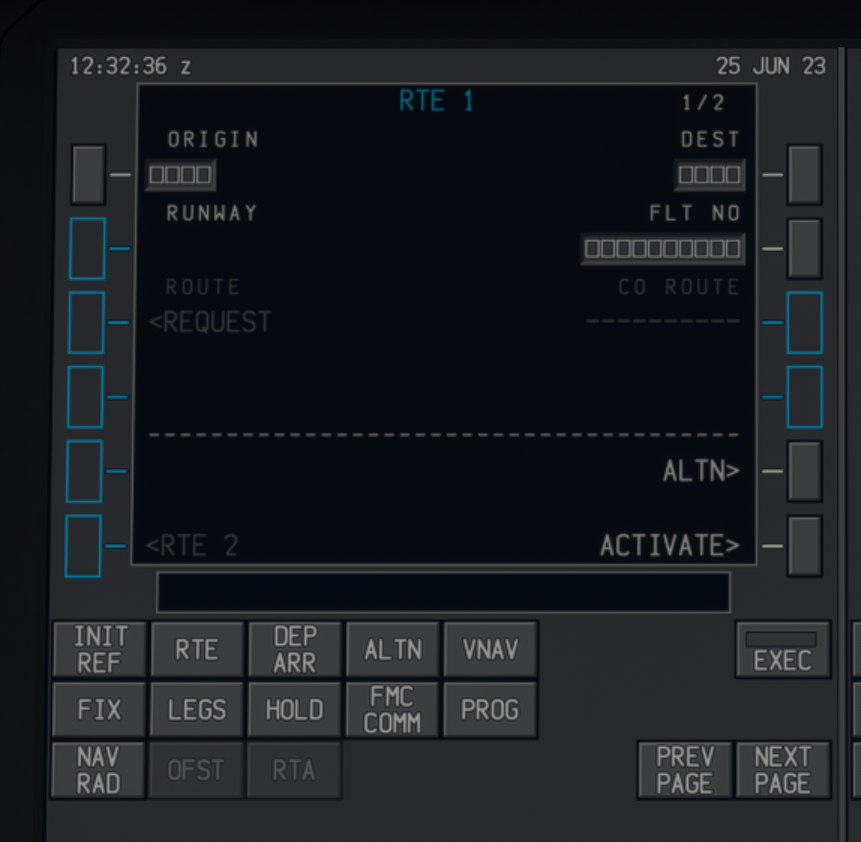 12:32:36 z 25 JUN 23
RTE 1 1/2
ORIGIN DEST
□□□□ □□□□
RUNWAY FLT NO
□□□□□□□□□□
ROUTE CO ROUTE
<REQUEST ----------
--------------------------------------
ALTN>
<RTE 2 ACTIVATE>
INIT REF RTE DEP ARR ALTN VNAV EXEC
FIX LEGS HOLD FMC COMM PROG
NAV RAD OFST RTA PREV PAGE NEXT PAGE